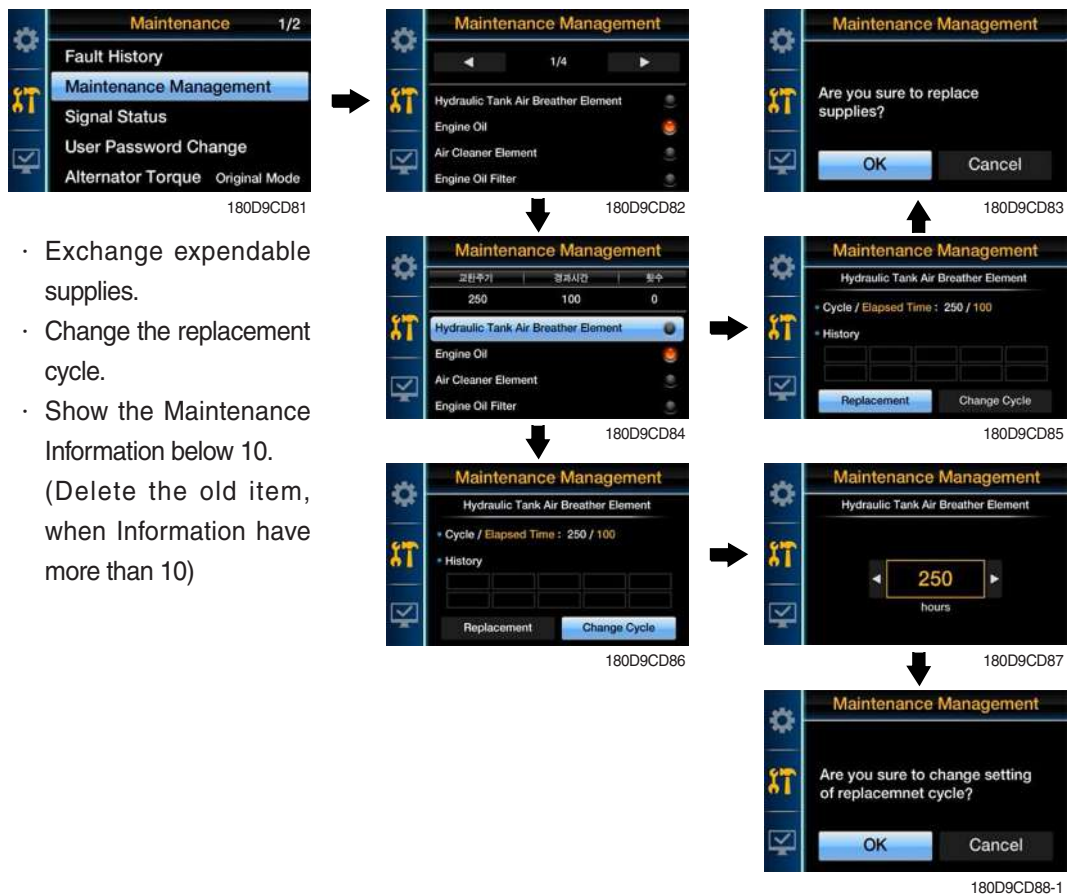 Maintenance 1/2
Fault History
Maintenance Management
Signal Status
User Password Change
Alternator Torque Original Mode
180D9CD81
· Exchange expendable
supplies.
· Change the replacement
cycle.
· Show the Maintenance
Information below 10.
(Delete the old item,
when Information have
more than 10)
Maintenance Management
1/4
Hydraulic Tank Air Breather Element
Engine Oil
Air Cleaner Element
Engine Oil Filter
180D9CD82
Maintenance Management
Are you sure to replace
supplies?
OK Cancel
180D9CD83
Maintenance Management
교환주기 경과시간 횟수
250 100 0
Hydraulic Tank Air Breather Element
Engine Oil
Air Cleaner Element
Engine Oil Filter
180D9CD84
Maintenance Management
Hydraulic Tank Air Breather Element
• Cycle / Elapsed Time : 250 / 100
• History
Replacement Change Cycle
180D9CD85
Maintenance Management
Hydraulic Tank Air Breather Element
• Cycle / Elapsed Time : 250 / 100
• History
Replacement Change Cycle
180D9CD86
Maintenance Management
Hydraulic Tank Air Breather Element
250
hours
180D9CD87
Maintenance Management
Are you sure to change setting
of replacemnet cycle?
OK Cancel
180D9CD88-1